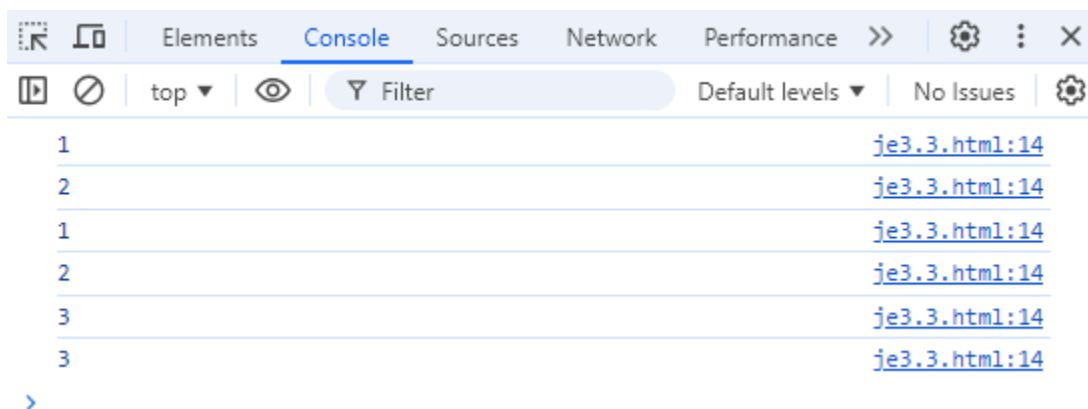 Elements Console Sources Network Performance
top Filter Default levels No Issues
1 je3.3.html:14
2 je3.3.html:14
1 je3.3.html:14
2 je3.3.html:14
3 je3.3.html:14
3 je3.3.html:14